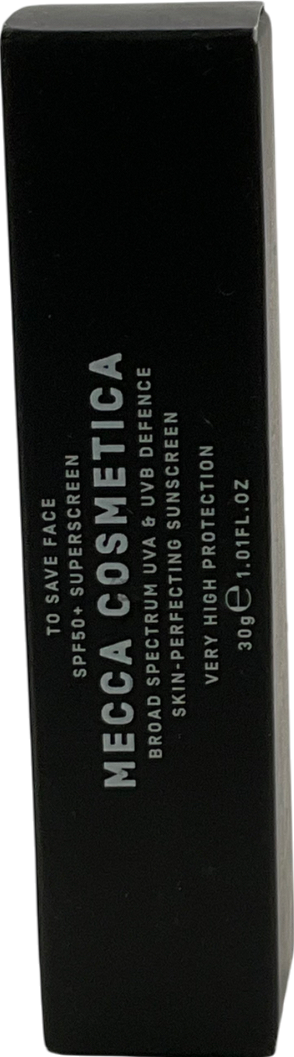 TO SAVE FACE
SPF50+ SUPERSCREEN
MECCA COSMETICA
BROAD SPECTRUM UVA & UVB DEFENCE
SKIN-PERFECTING SUNSCREEN
VERY HIGH PROTECTION
30g ℮ 1.01FL.OZ